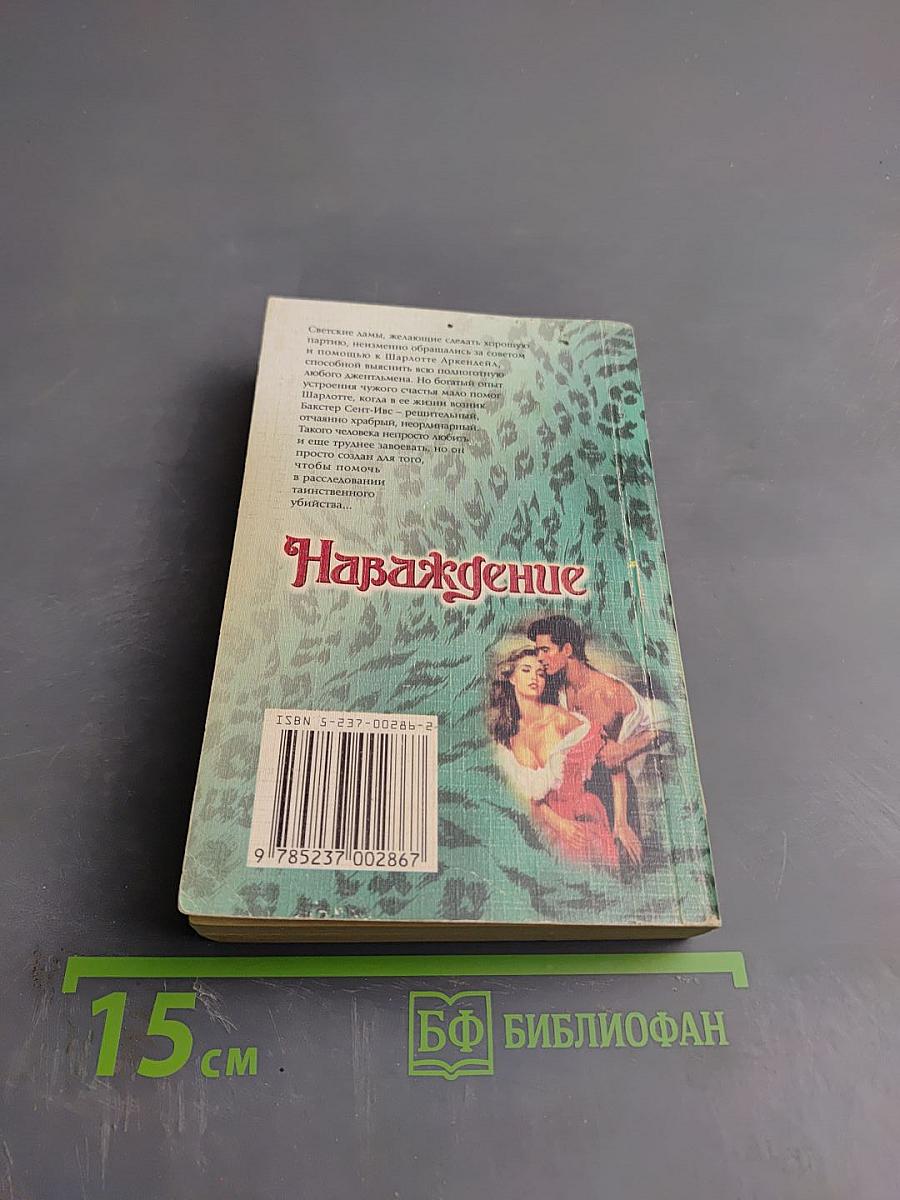 Светские дамы, желающие сделать хорошую
партию, неизменно обращались за советом
и помощью к Шарлотте Аркендейл,
способной выяснить всю подноготную
любого джентльмена. Но богатый опыт
устроения чужого счастья мало помог
Шарлотте, когда в ее жизни возник
Бакстер Сент-Ивс – решительный,
отчаянно храбрый, неординарный.
Такого человека непросто любить
и еще труднее завоевать, но он
просто создан для того,
чтобы помочь
в расследовании
таинственного
убийства...
Наваждение
ISBN 5-237-00286-2
9 785237 002867
15 см
БФ БИБЛИОФАН